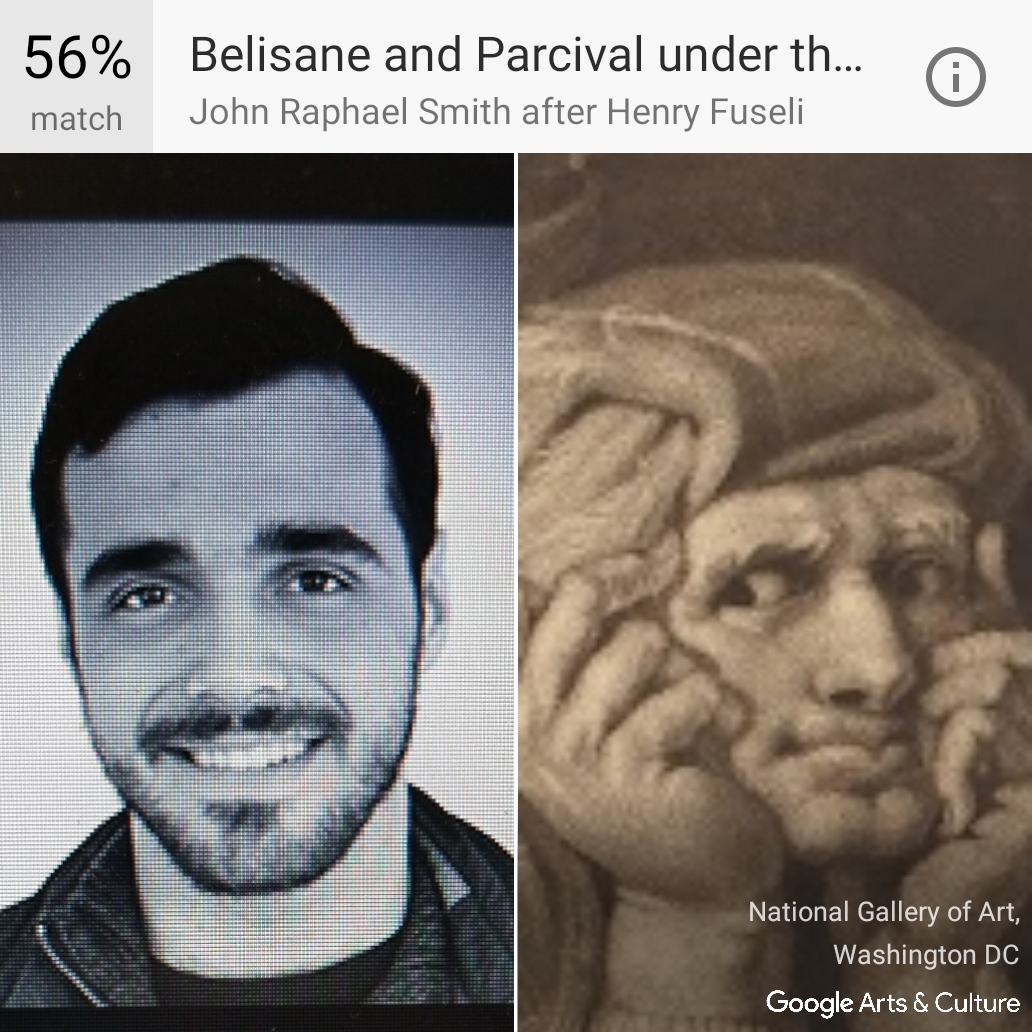 56%
match
Belisane and Parcival under th...
John Raphael Smith after Henry Fuseli
National Gallery of Art,
Washington DC
Google Arts & Culture